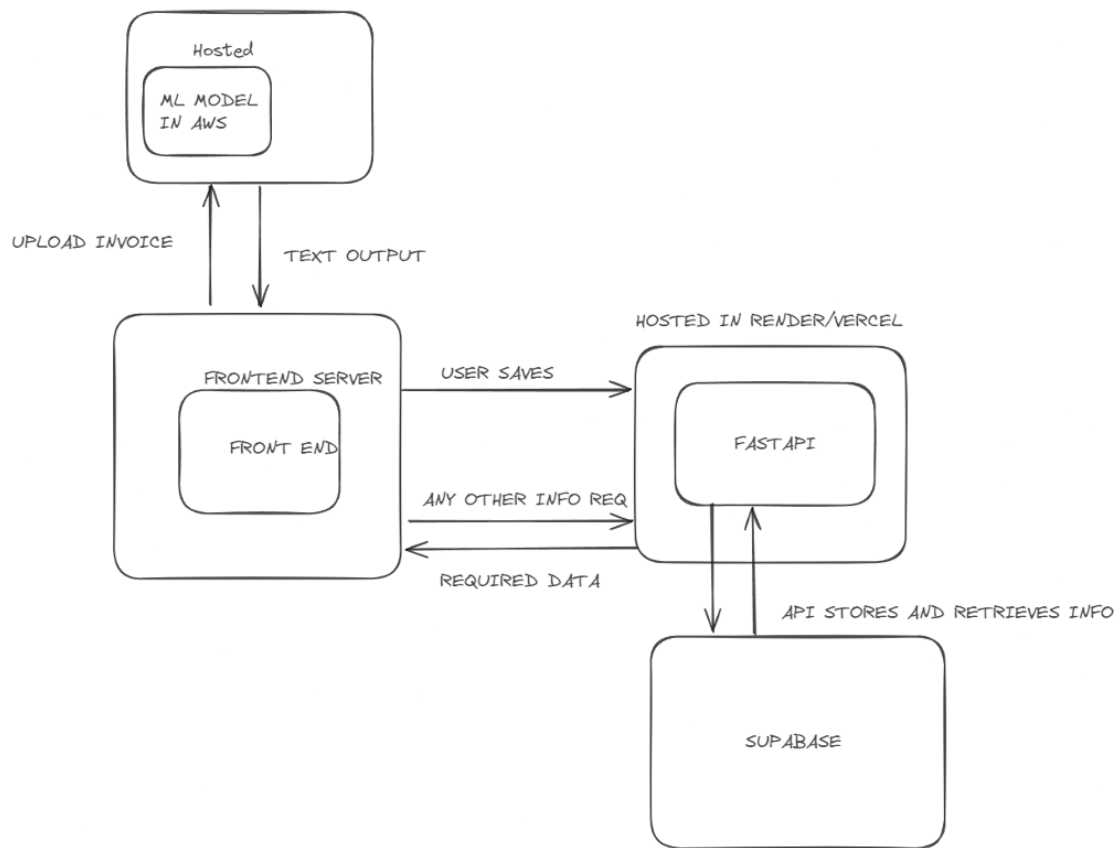 Hosted
ML MODEL
IN AWS
UPLOAD INVOICE
TEXT OUTPUT
HOSTED IN RENDER/VERCEL
FRONTEND SERVER
USER SAVES
FRONT END
FASTAPI
ANY OTHER INFO REQ
REQUIRED DATA
API STORES AND RETRIEVES INFO
SUPABASE